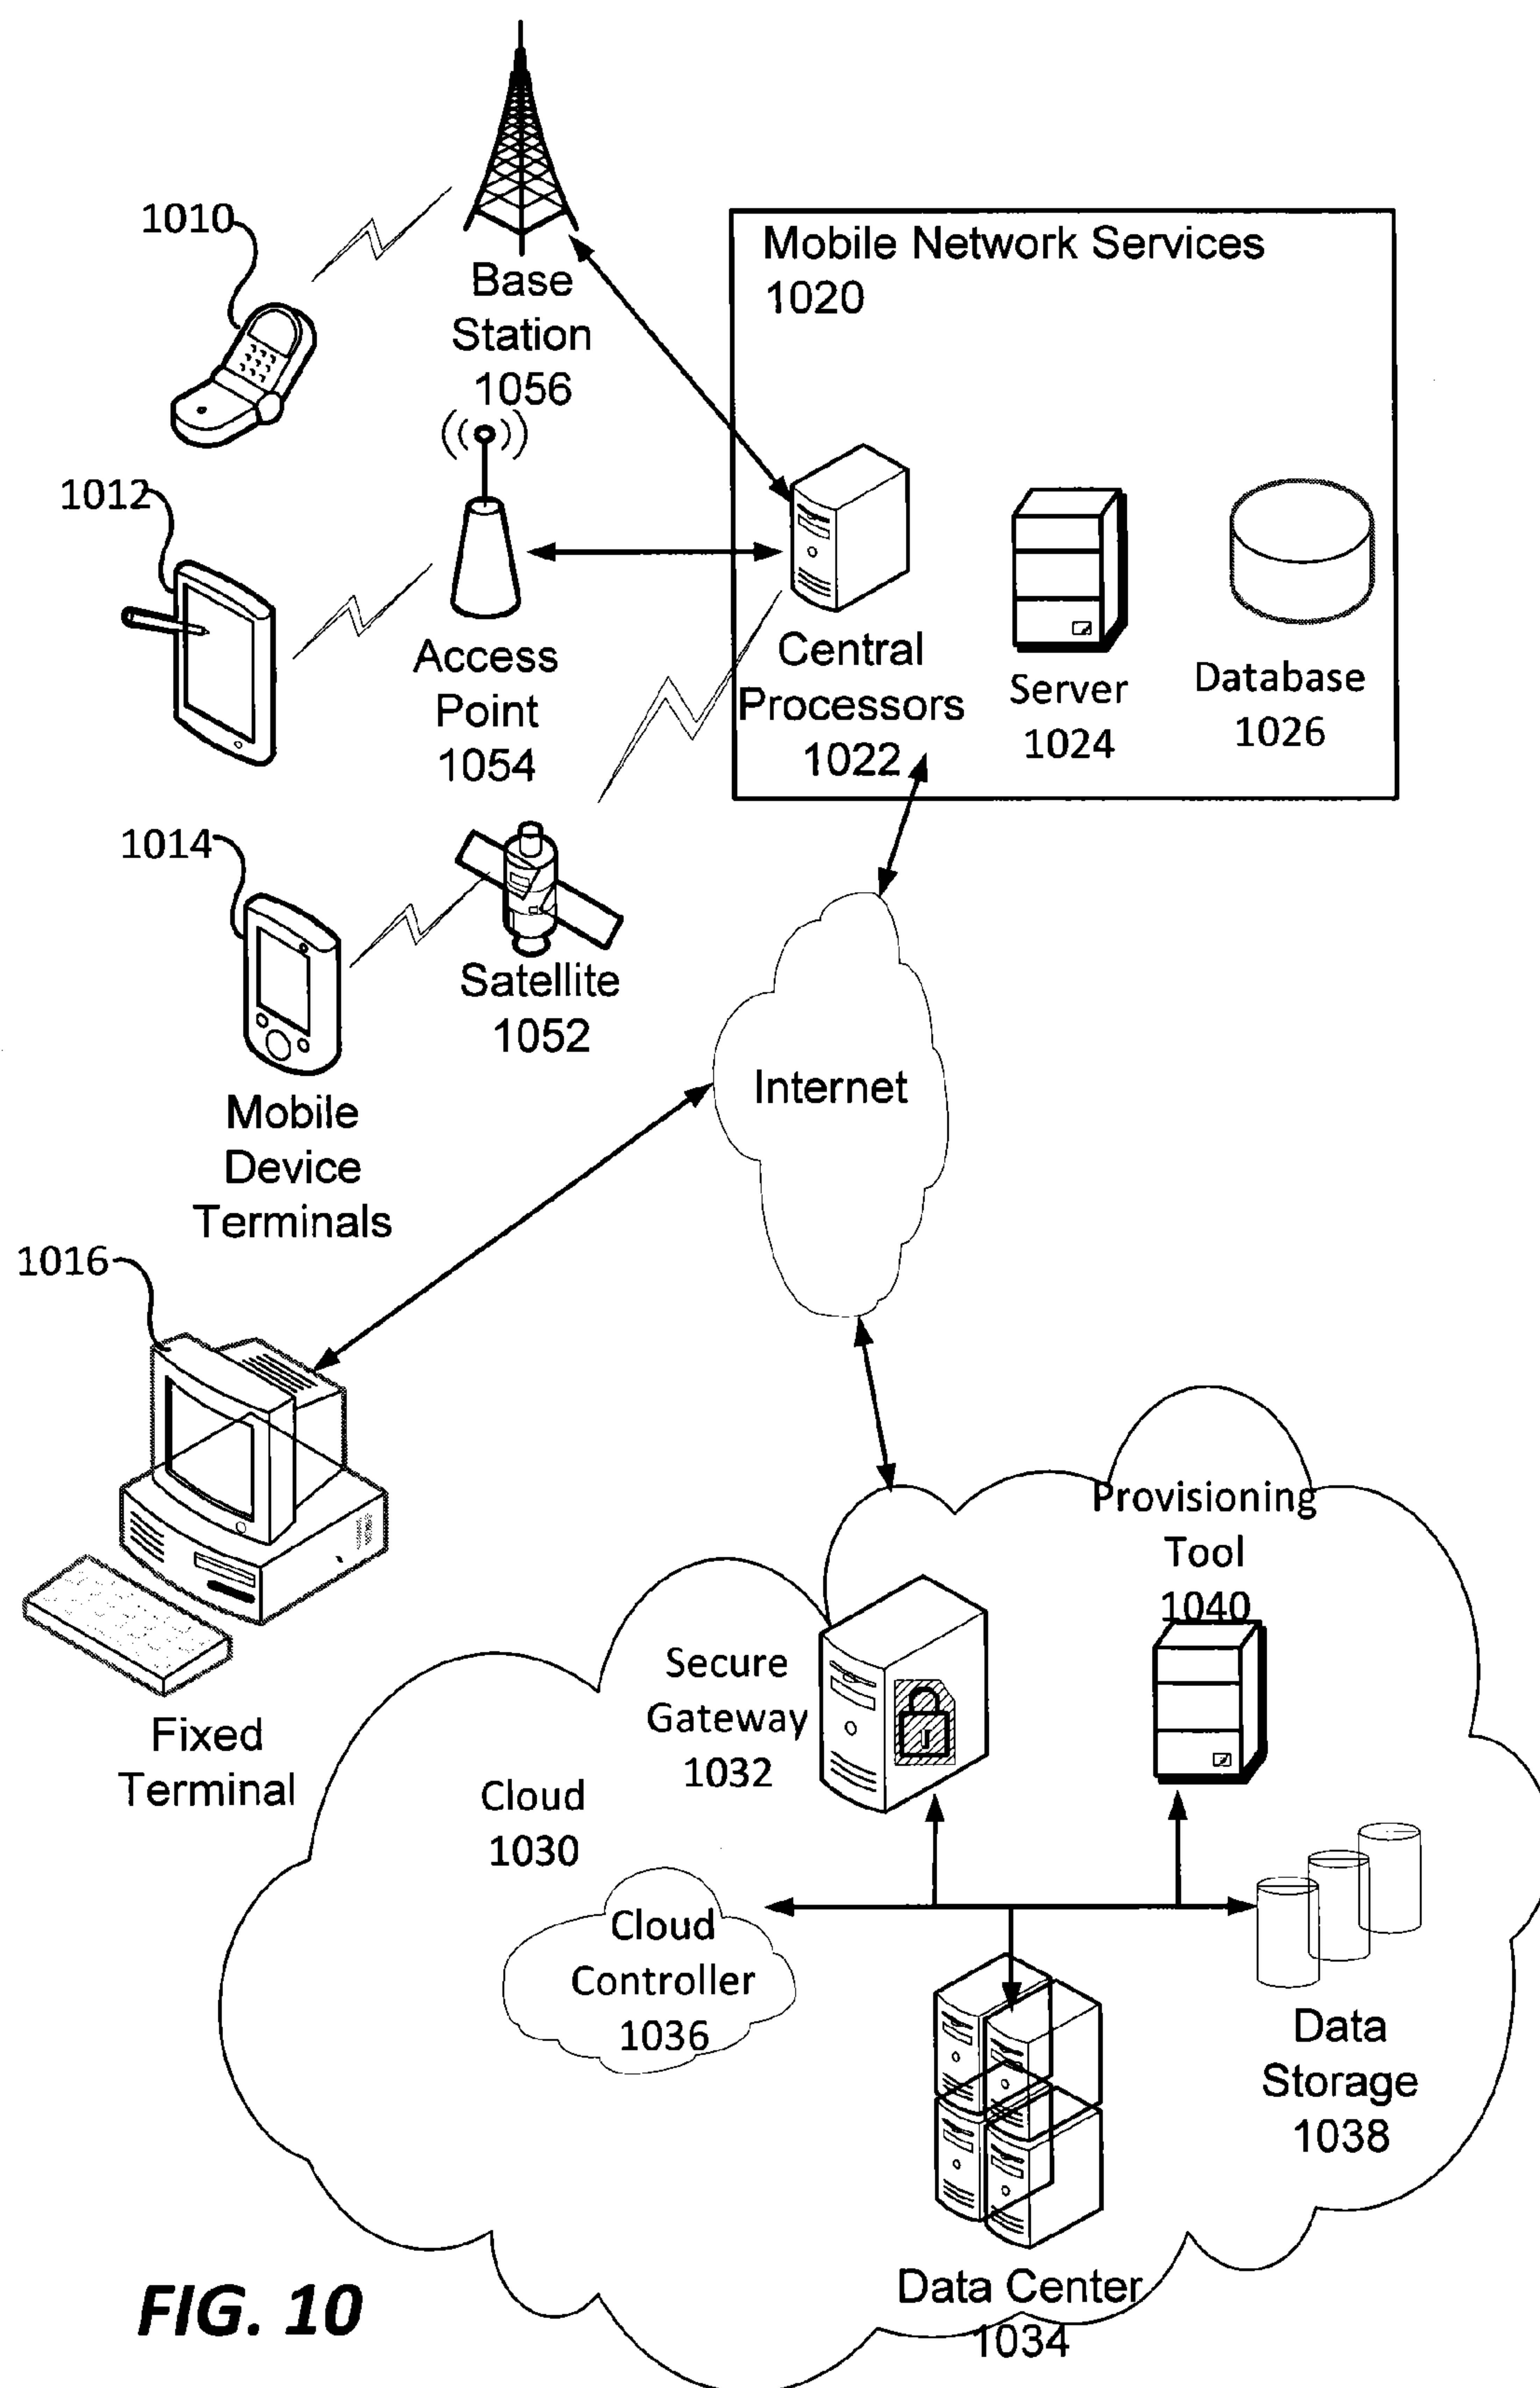 1010
Base
Station
1056
Mobile Network Services
1020
1012
Access
Point
1054
Central
Processors
1022
Server
1024
Database
1026
1014
Satellite
1052
Mobile
Device
Terminals
Internet
1016
Fixed
Terminal
Provisioning
Tool
1040
Secure
Gateway
1032
Cloud
1030
Cloud
Controller
1036
Data
Storage
1038
Data Center
1034
FIG. 10